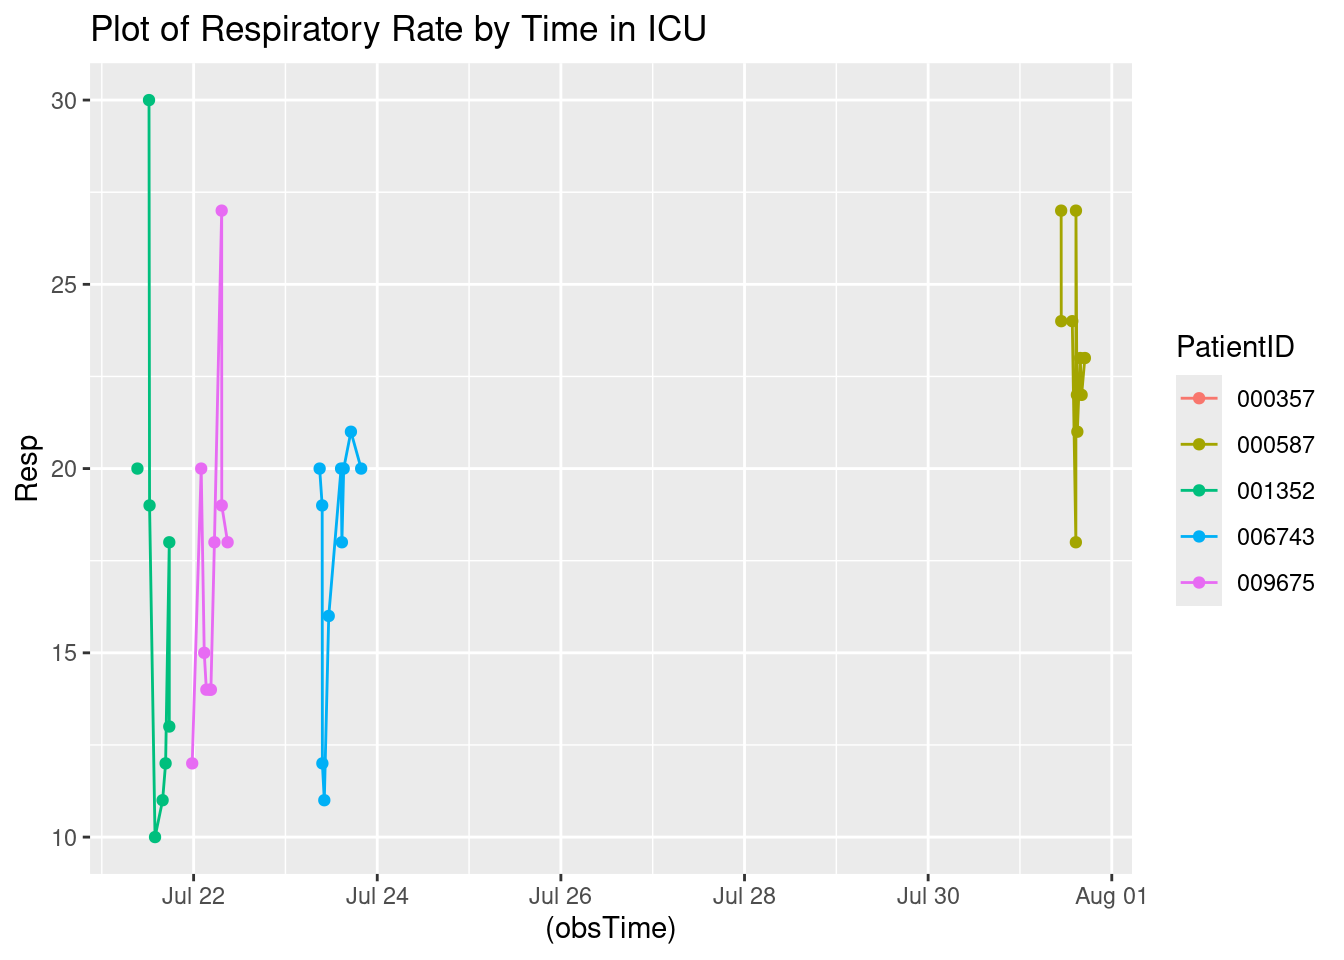 Plot of Respiratory Rate by Time in ICU
30
25
20
15
10
Resp
Jul 22 Jul 24 Jul 26 Jul 28 Jul 30 Aug 01
(obsTime)
PatientID
000357
000587
001352
006743
009675